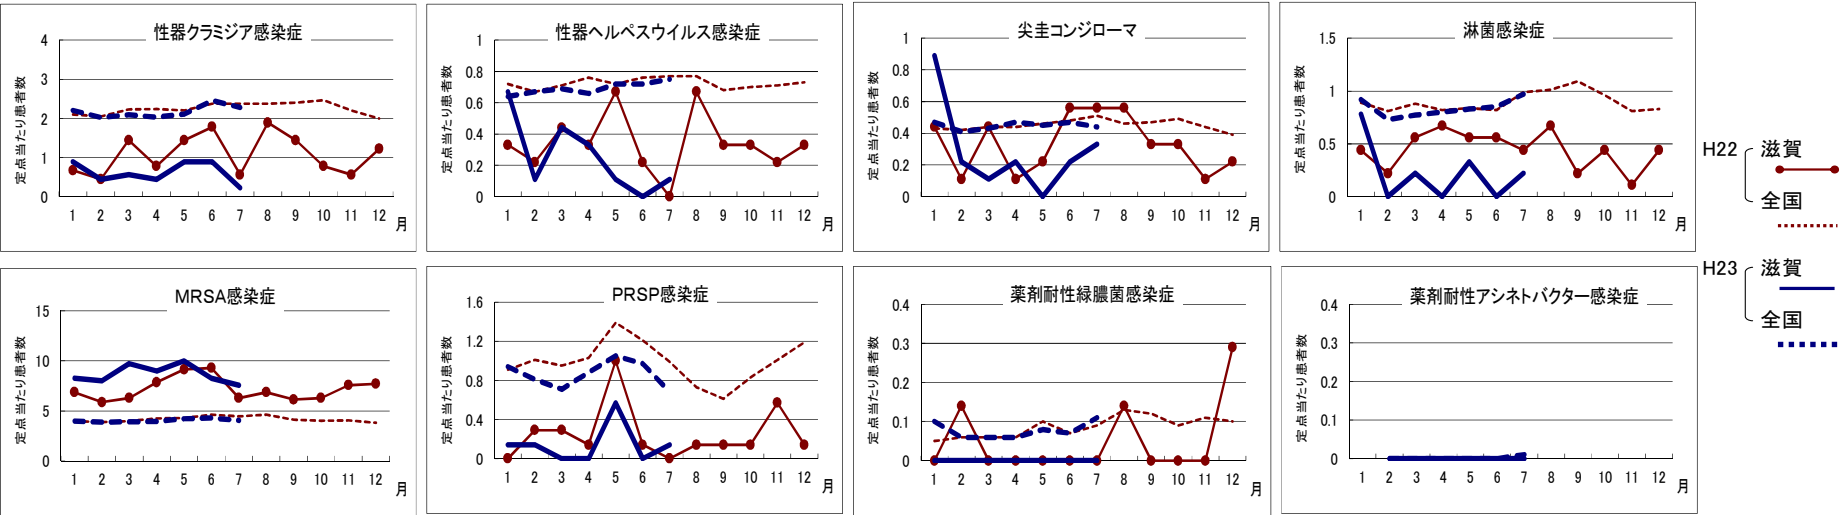 性器クラミジア感染症
定点当たり患者数
4
3
2
1
0
1 2 3 4 5 6 7 8 9 10 11 12
月
性器ヘルペスウイルス感染症
定点当たり患者数
1
0.8
0.6
0.4
0.2
0
1 2 3 4 5 6 7 8 9 10 11 12
月
尖圭コンジローマ
定点当たり患者数
1
0.8
0.6
0.4
0.2
0
1 2 3 4 5 6 7 8 9 10 11 12
月
淋菌感染症
定点当たり患者数
1.5
1
0.5
0
1 2 3 4 5 6 7 8 9 10 11 12
月
MRSA感染症
定点当たり患者数
15
10
5
0
1 2 3 4 5 6 7 8 9 10 11 12
月
PRSP感染症
定点当たり患者数
1.6
1.2
0.8
0.4
0
1 2 3 4 5 6 7 8 9 10 11 12
月
薬剤耐性緑膿菌感染症
定点当たり患者数
0.4
0.3
0.2
0.1
0
1 2 3 4 5 6 7 8 9 10 11 12
月
薬剤耐性アシネトバクター感染症
定点当たり患者数
0.4
0.3
0.2
0.1
0
1 2 3 4 5 6 7 8 9 10 11 12
月
H22 滋賀
全国
H23 滋賀
全国